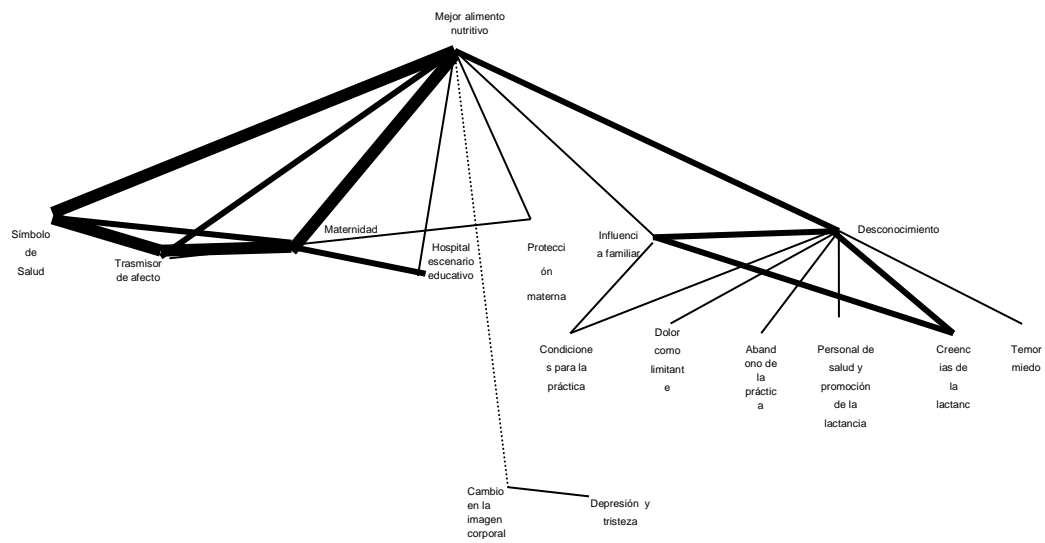 Mejor alimento
nutritivo
Símbolo
de
Salud
Trasmisor
de afecto
Maternidad
Hospital
escenario
educativo
Protecci
ón
materna
Influenci
a familiar
Desconocimiento
Condicione
s para la
práctica
Dolor
como
limitant
e
Aband
ono de
la
práctic
a
Personal de
salud y
promoción
de la
lactancia
Creenc
ias de
la
lactanc
Temor
miedo
Cambio
en la
imagen
corporal
Depresión y
tristeza